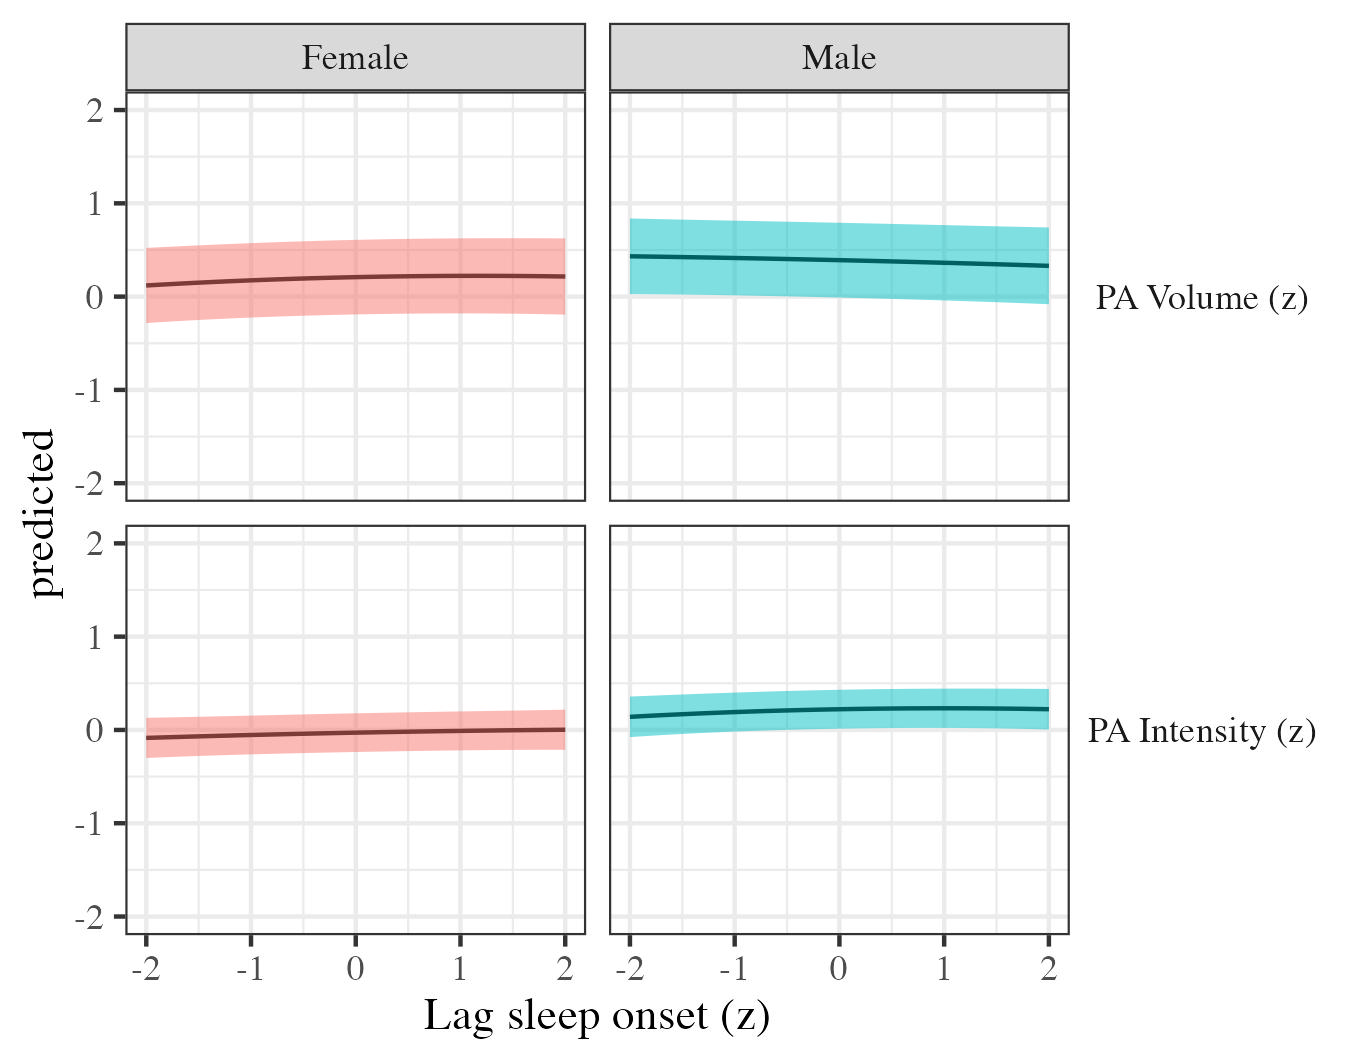 Female Male
2
1
0
-1
-2
PA Volume (z)
predicted
2
1
0
-1
-2
PA Intensity (z)
-2 -1 0 1 2 -2 -1 0 1 2
Lag sleep onset (z)